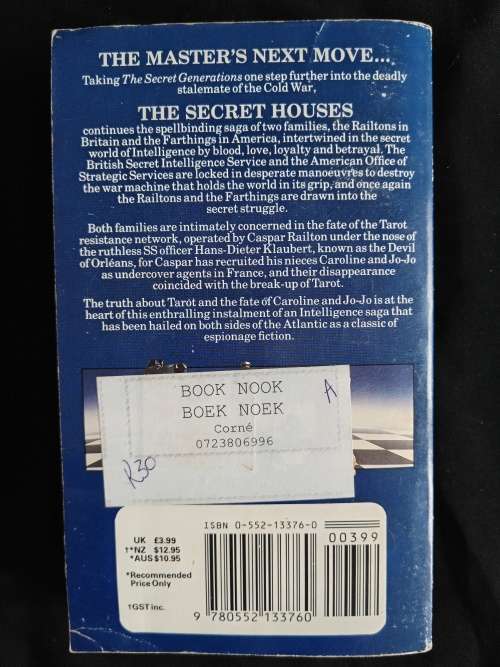 THE MASTER'S NEXT MOVE...
Taking The Secret Generations one step further into the deadly
stalemate of the Cold War,
THE SECRET HOUSES
continues the spellbinding saga of two families, the Railtons in
Britain and the Farthings in America, intertwined in the secret
world of Intelligence by blood, love, loyalty and betrayal. The
British Secret Intelligence Service and the American Office of
Strategic Services are locked in desperate manoeuvres to destroy
the war machine that holds the world in its grip, and once again
the Railtons and the Farthings are drawn into the
secret struggle.
Both families are intimately concerned in the fate of the Tarot
resistance network, operated by Caspar Railton under the nose of
the ruthless SS officer Hans-Dieter Klaubert, known as the Devil
of Orléans, for Caspar has recruited his nieces Caroline and Jo-Jo
as undercover agents in France, and their disappearance
coincided with the break-up of Tarot.
The truth about Tarot and the fate of Caroline and Jo-Jo is at the
heart of this enthralling instalment of an Intelligence saga that
has been hailed on both sides of the Atlantic as a classic of
espionage fiction.
BOOK NOOK
A
BOEK NOEK
Corné
0723806996
R30
ISBN 0-552-13376-0
00399
UK £3.99
†*NZ $12.95
*AUS $10.95
*Recommended
Price Only
†GST inc.
9 780552 133760